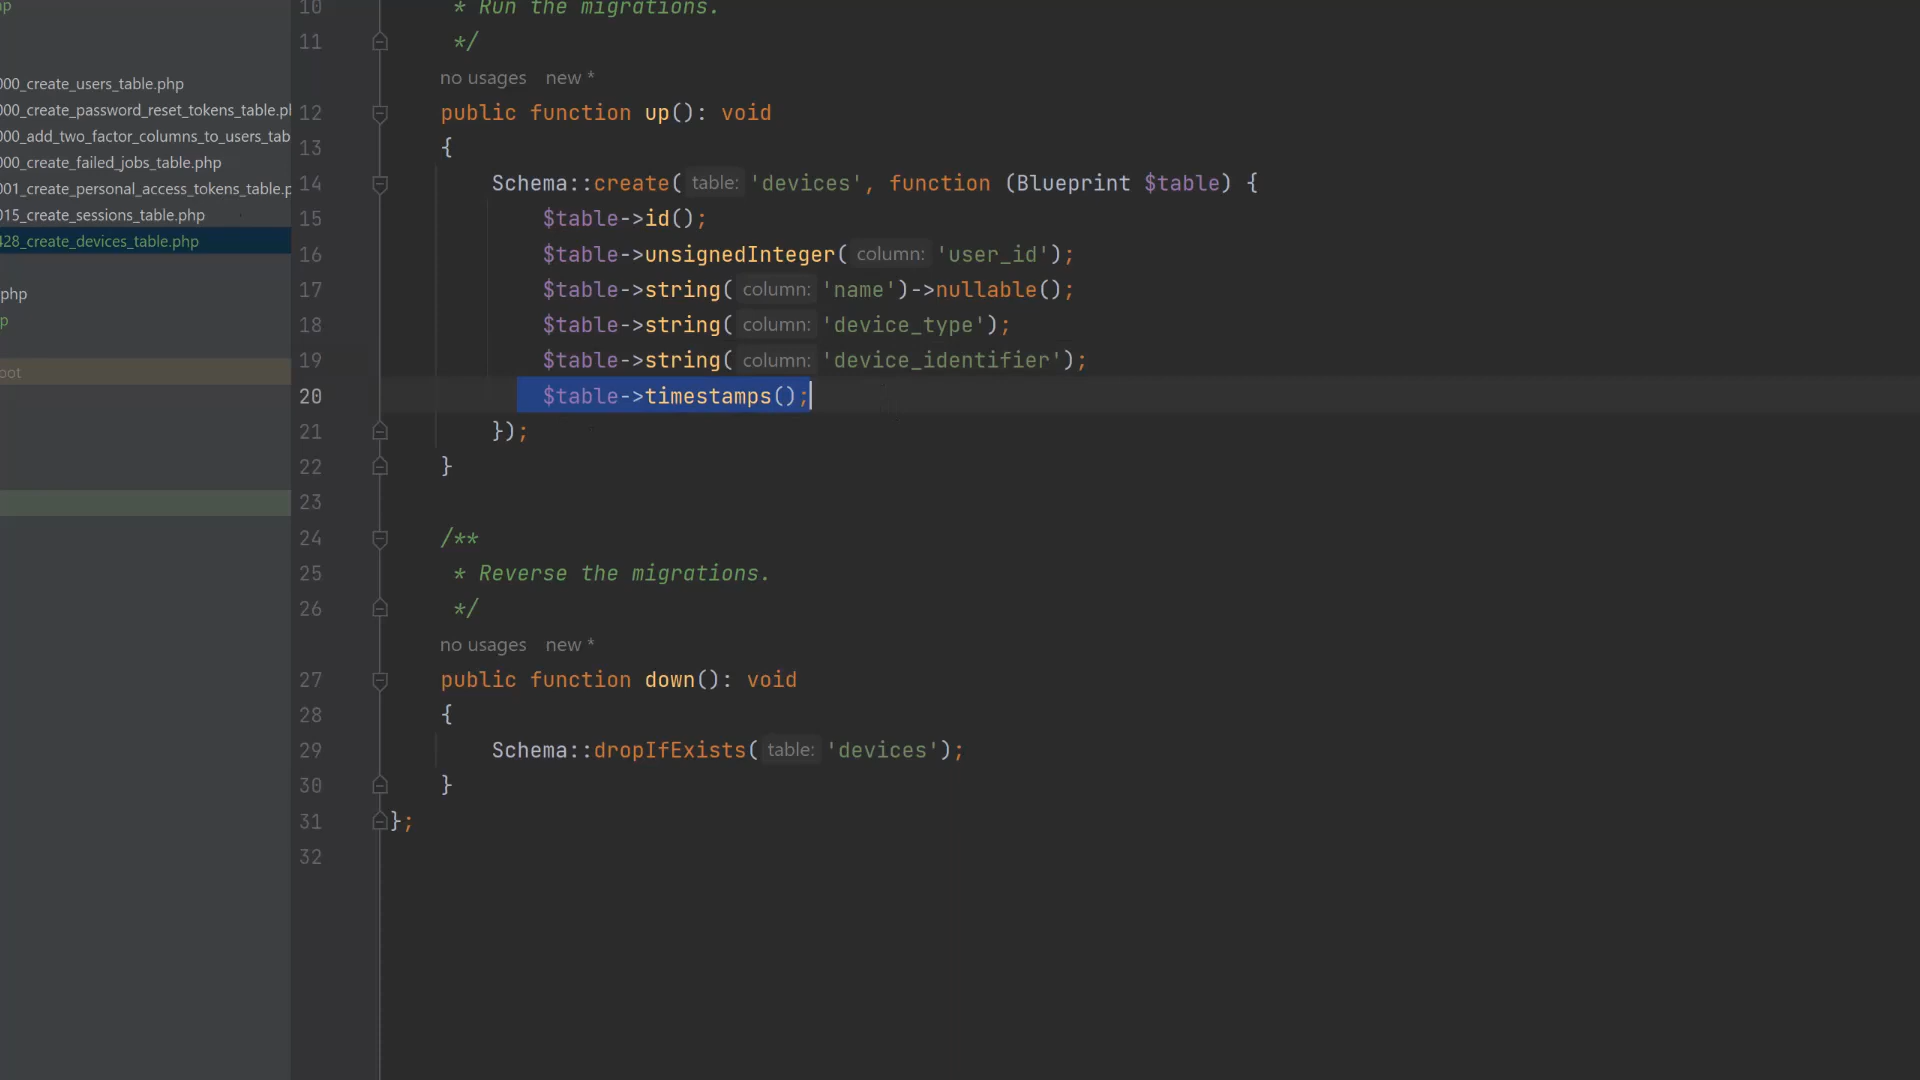 p
000_create_users_table.php
000_create_password_reset_tokens_table.pl
000_add_two_factor_columns_to_users_tab
000_create_failed_jobs_table.php
001_create_personal_access_tokens_table.p
015_create_sessions_table.php
428_create_devices_table.php
php
p
oot
10 * Run the migrations.
11 */
no usages new *
12 public function up(): void
13 {
14 Schema::create( table: 'devices', function (Blueprint $table) {
15 $table->id();
16 $table->unsignedInteger( column: 'user_id');
17 $table->string( column: 'name')->nullable();
18 $table->string( column: 'device_type');
19 $table->string( column: 'device_identifier');
20 $table->timestamps();
21 });
22 }
23
24 /**
25 * Reverse the migrations.
26 */
no usages new *
27 public function down(): void
28 {
29 Schema::dropIfExists( table: 'devices');
30 }
31 };
32